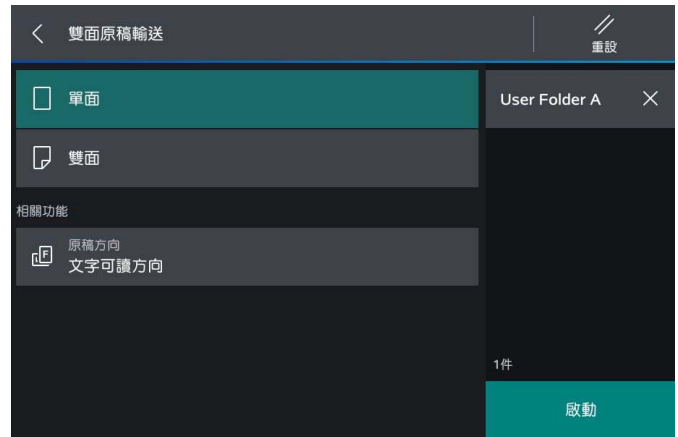 雙面原稿輸送
重設
單面
雙面
相關功能
原稿方向
文字可讀方向
User Folder A
1件
啟動